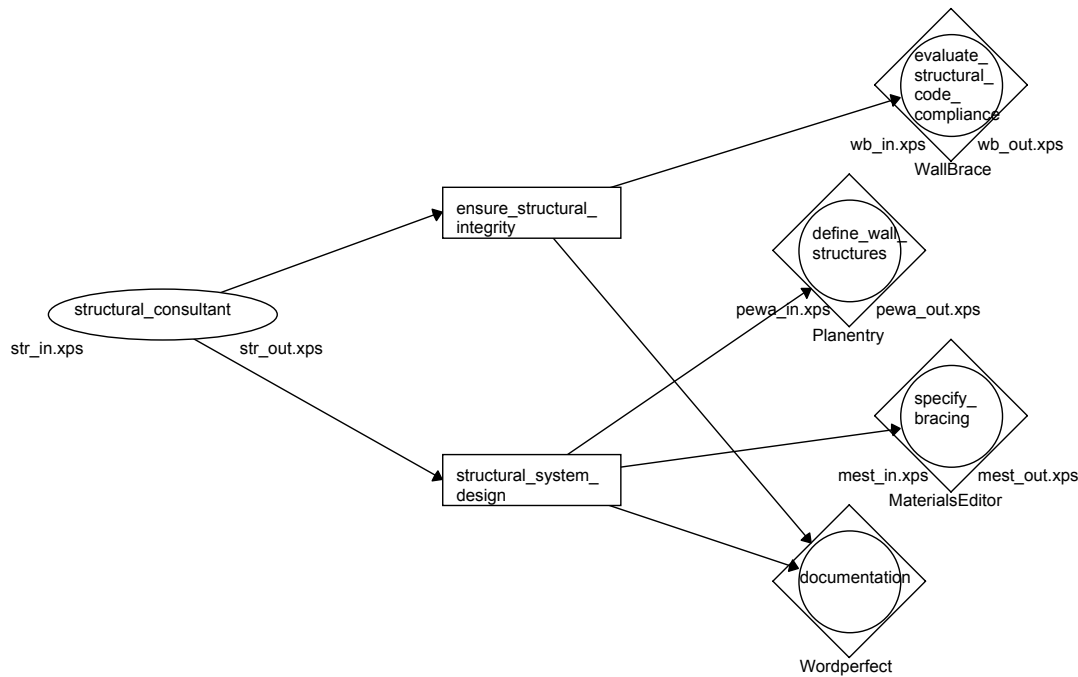 evaluate_
structural_
code_
compliance
wb_in.xps
wb_out.xps
WallBrace
ensure_structural_
integrity
define_wall_
structures
structural_consultant
pewa_in.xps
pewa_out.xps
Planentry
str_in.xps
str_out.xps
specify_
bracing
structural_system_
design
mest_in.xps
mest_out.xps
MaterialsEditor
documentation
Wordperfect